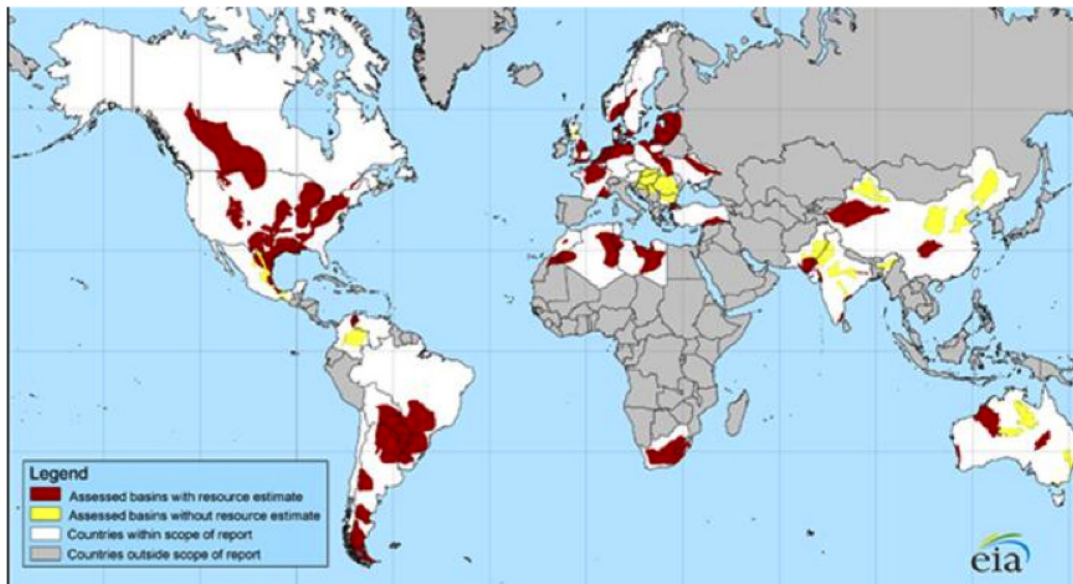 Legend
Assessed basins with resource estimate
Assessed basins without resource estimate
Countries within scope of report
Countries outside scope of report
eia